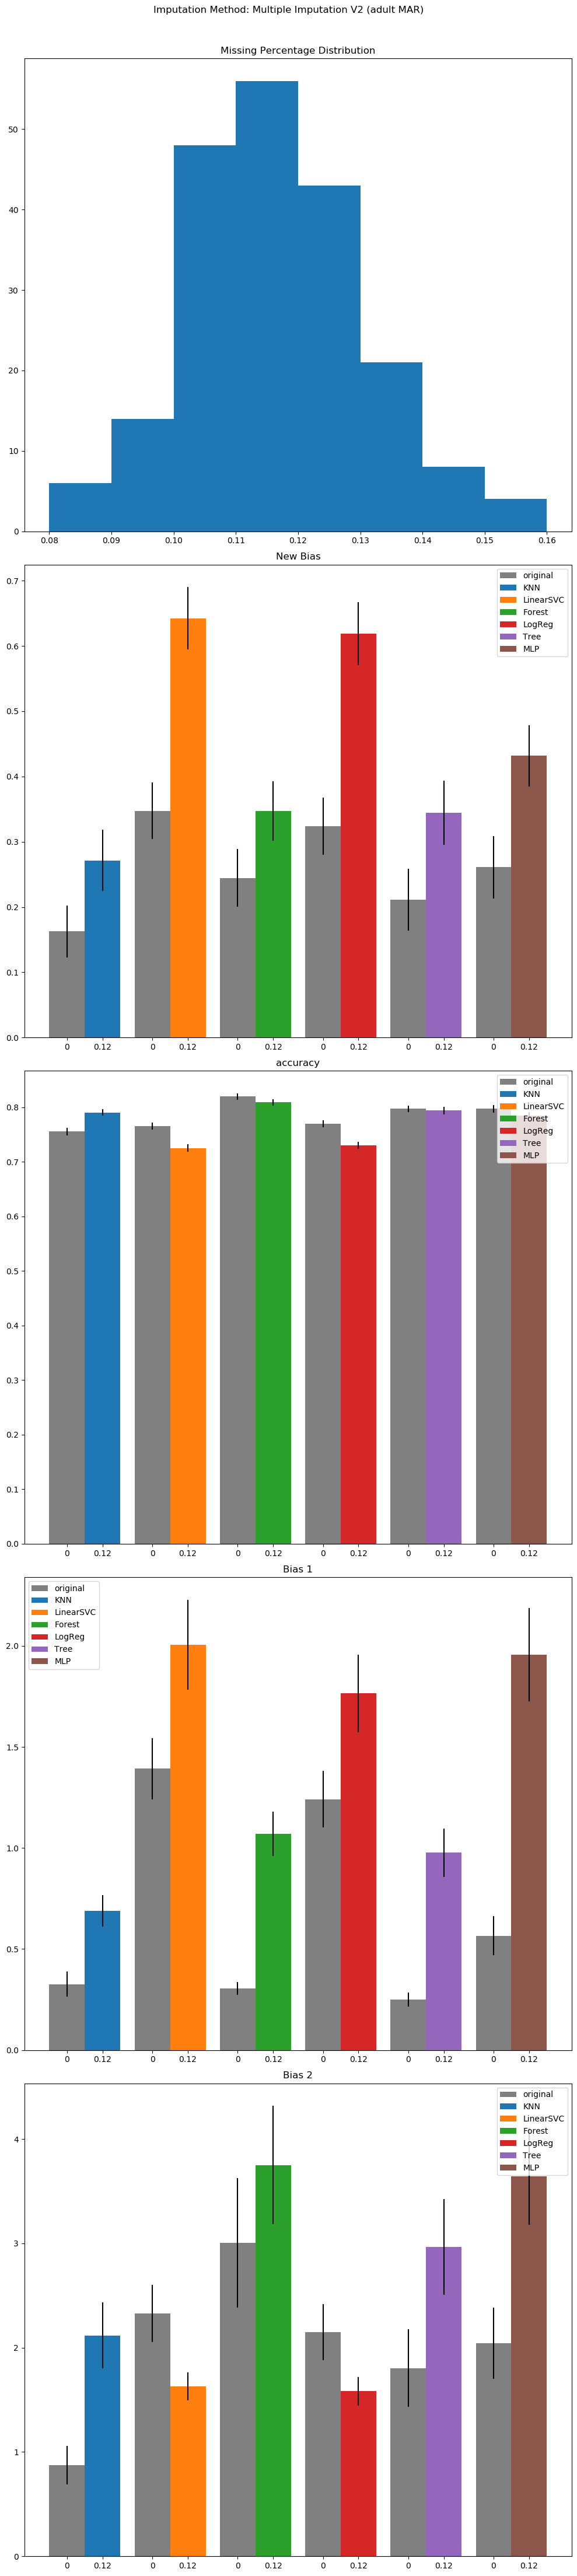 Imputation Method: Multiple Imputation V2 (adult MAR)
Missing Percentage Distribution
50
40
30
20
10
0
0.08 0.09 0.10 0.11 0.12 0.13 0.14 0.15 0.16
New Bias
0.7
0.6
0.5
0.4
0.3
0.2
0.1
0.0
original
KNN
LinearSVC
Forest
LogReg
Tree
MLP
0 0.12 0 0.12 0 0.12 0 0.12 0 0.12 0 0.12
accuracy
0.8
0.7
0.6
0.5
0.4
0.3
0.2
0.1
0.0
original
KNN
LinearSVC
Forest
LogReg
Tree
MLP
0 0.12 0 0.12 0 0.12 0 0.12 0 0.12 0 0.12
Bias 1
original
KNN
LinearSVC
Forest
LogReg
Tree
MLP
2.0
1.5
1.0
0.5
0.0
0 0.12 0 0.12 0 0.12 0 0.12 0 0.12 0 0.12
Bias 2
original
KNN
LinearSVC
Forest
LogReg
Tree
MLP
4
3
2
1
0
0 0.12 0 0.12 0 0.12 0 0.12 0 0.12 0 0.12